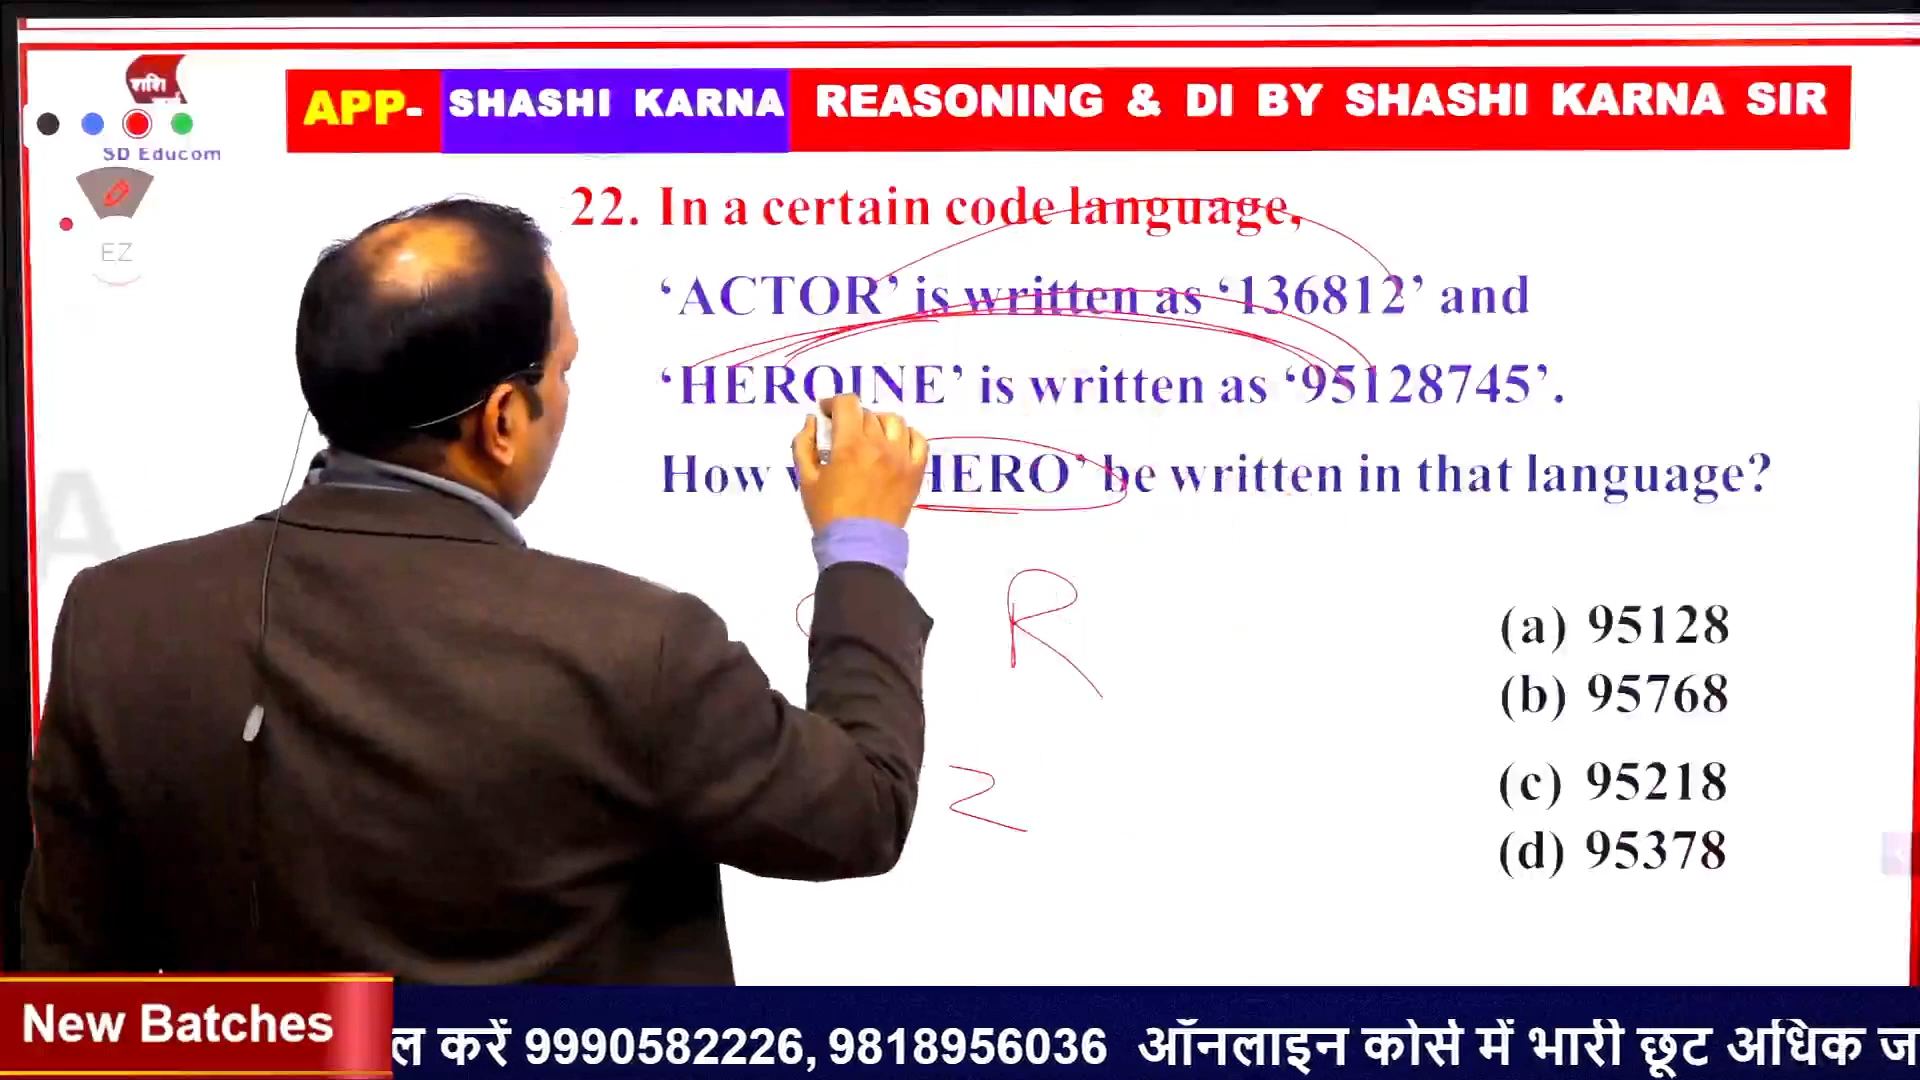 शशि
SD Educom
EZ
APP- SHASHI KARNA REASONING & DI BY SHASHI KARNA SIR
22. In a certain code language,
‘ACTOR’ is written as ‘136812’ and
‘HEROINE’ is written as ‘95128745’.
How HERO’ be written in that language?
R
2
(a) 95128
(b) 95768
(c) 95218
(d) 95378
A
New Batches
ल करें 9990582226, 9818956036 ऑनलाइन कोर्स में भारी छूट अधिक ज